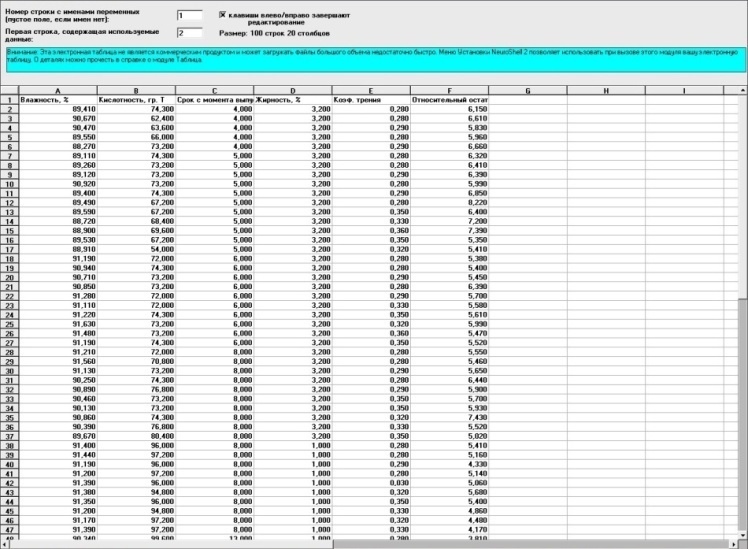 Номер строки с именами переменных
(пустое поле, если имен нет):
1
клавиши влево/вправо завершают
редактирование
Первая строка, содержащая используемые
данные:
2
Размер: 100 строк 20 столбцов
Внимание. Эта электронная таблица не является коммерческим продуктом и может загружать файлы большого объема недостаточно быстро. Меню Установки NeuroShell 2 позволяет использовать при вызове этого модуля вашу электронную
таблицу. О деталях можно прочесть в справке о модуле Таблица.
A B C D E F G H I
1 Влажность, % Кислотность, гр. Т Срок с момента выпу Жирность, % Коэф. трения Относительный остат
2 89,410 74,300 4,000 3,200 0,280 6,150
3 90,670 62,400 4,000 3,200 0,280 6,610
4 90,470 63,600 4,000 3,200 0,290 5,830
5 89,550 66,000 4,000 3,200 0,280 5,960
6 88,270 73,200 4,000 3,200 0,290 6,660
7 89,110 74,300 5,000 3,200 0,280 6,320
8 89,260 73,200 5,000 3,200 0,280 6,410
9 89,120 73,200 5,000 3,200 0,290 6,390
10 90,920 73,200 5,000 3,200 0,280 5,990
11 89,400 74,300 5,000 3,200 0,290 6,850
12 89,490 67,200 5,000 3,200 0,280 8,220
13 89,590 67,200 5,000 3,200 0,350 6,400
14 88,720 68,400 5,000 3,200 0,330 7,200
15 88,900 69,600 5,000 3,200 0,360 7,390
16 89,530 67,200 5,000 3,200 0,350 5,350
17 88,910 54,000 5,000 3,200 0,320 5,410
18 91,190 72,000 6,000 3,200 0,280 5,380
19 90,940 74,300 6,000 3,200 0,280 5,400
20 90,710 73,200 6,000 3,200 0,290 5,450
21 90,850 73,200 6,000 3,200 0,280 6,390
22 91,280 72,000 6,000 3,200 0,290 5,700
23 91,110 72,000 6,000 3,200 0,330 5,580
24 91,220 74,300 6,000 3,200 0,350 5,610
25 91,630 73,200 6,000 3,200 0,320 5,990
26 91,480 73,200 6,000 3,200 0,360 5,470
27 91,190 74,300 6,000 3,200 0,350 5,520
28 91,210 72,000 8,000 3,200 0,280 5,550
29 91,560 70,800 8,000 3,200 0,280 5,460
30 91,130 73,200 8,000 3,200 0,290 5,650
31 90,250 74,300 8,000 3,200 0,280 6,440
32 90,890 76,800 8,000 3,200 0,290 5,900
33 90,460 73,200 8,000 3,200 0,350 5,700
34 90,130 73,200 8,000 3,200 0,350 5,930
35 90,860 74,300 8,000 3,200 0,320 7,430
36 90,390 76,800 8,000 3,200 0,330 5,520
37 89,670 80,400 8,000 3,200 0,350 5,020
38 91,400 96,000 8,000 1,000 0,280 5,410
39 91,440 97,200 8,000 1,000 0,280 5,160
40 91,190 96,000 8,000 1,000 0,290 4,330
41 91,200 97,200 8,000 1,000 0,280 5,140
42 91,390 96,000 8,000 1,000 0,030 5,060
43 91,380 94,800 8,000 1,000 0,320 5,680
44 91,350 96,000 8,000 1,000 0,350 5,400
45 91,200 94,800 8,000 1,000 0,330 4,860
46 91,170 97,200 8,000 1,000 0,320 4,480
47 91,390 97,200 8,000 1,000 0,330 4,170
48 90,340 99,600 13,000 1,000 0,280 3,810